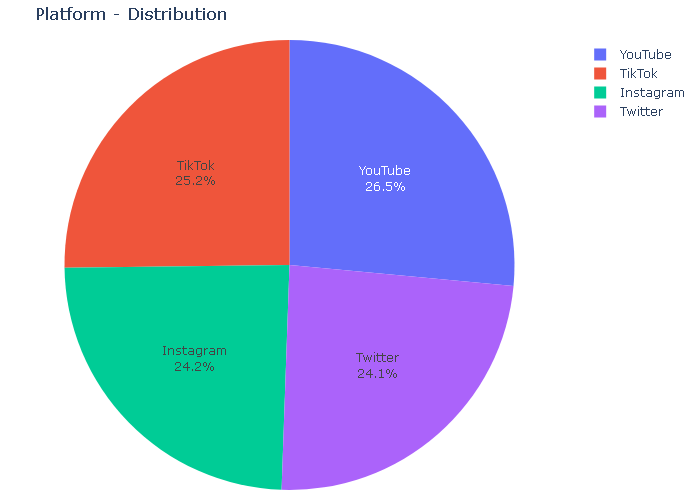 Platform - Distribution
YouTube
TikTok
Instagram
Twitter
TikTok
25.2%
YouTube
26.5%
Instagram
24.2%
Twitter
24.1%